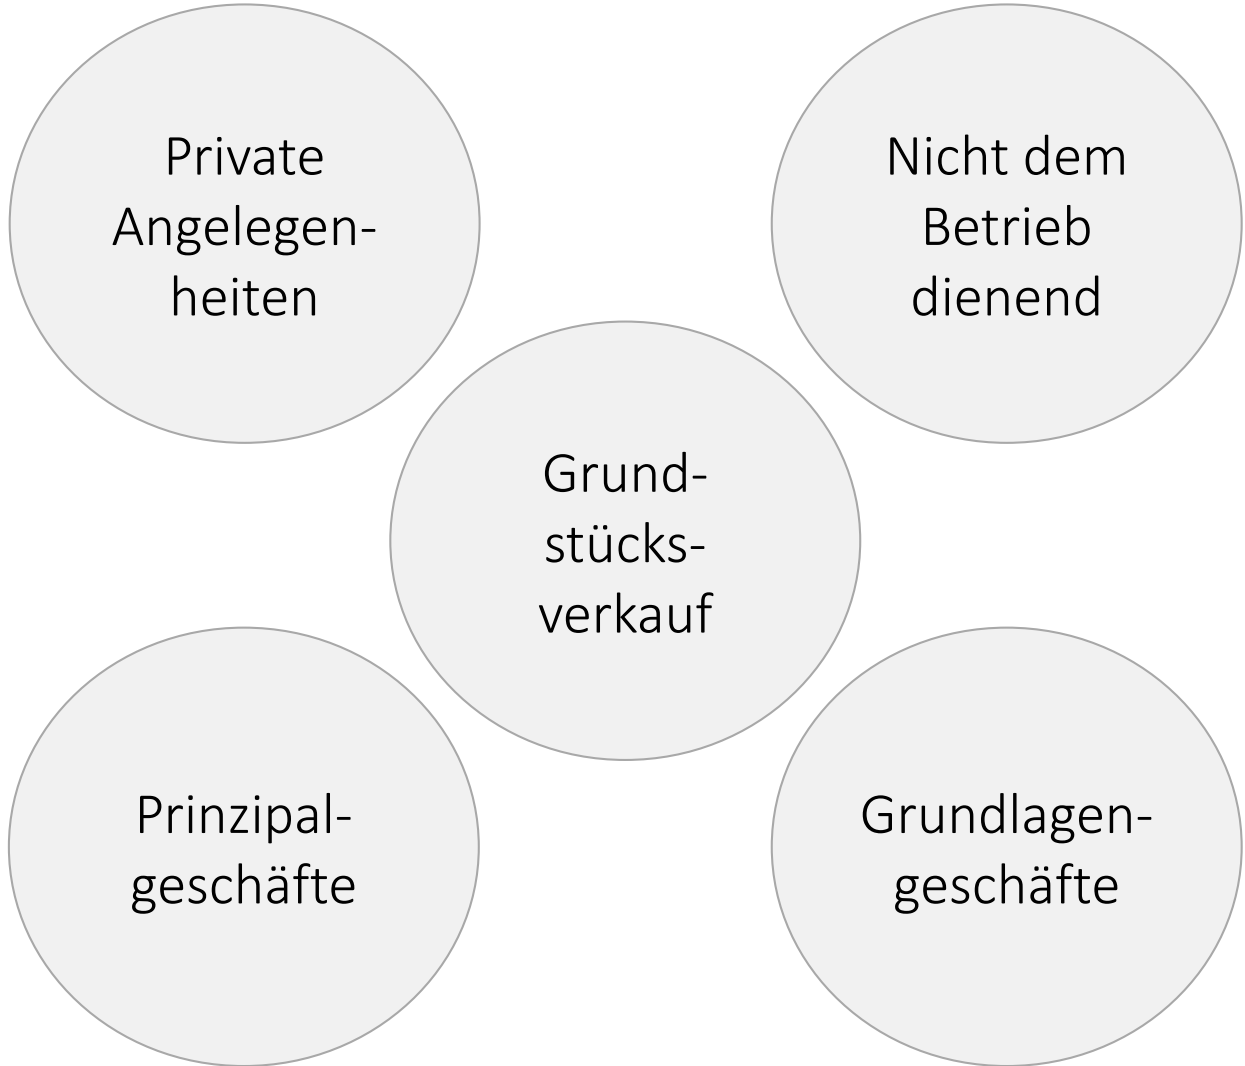 Private
Angelegen-
heiten
Nicht dem
Betrieb
dienend
Grund-
stücks-
verkauf
Prinzipal-
geschäfte
Grundlagen-
geschäfte